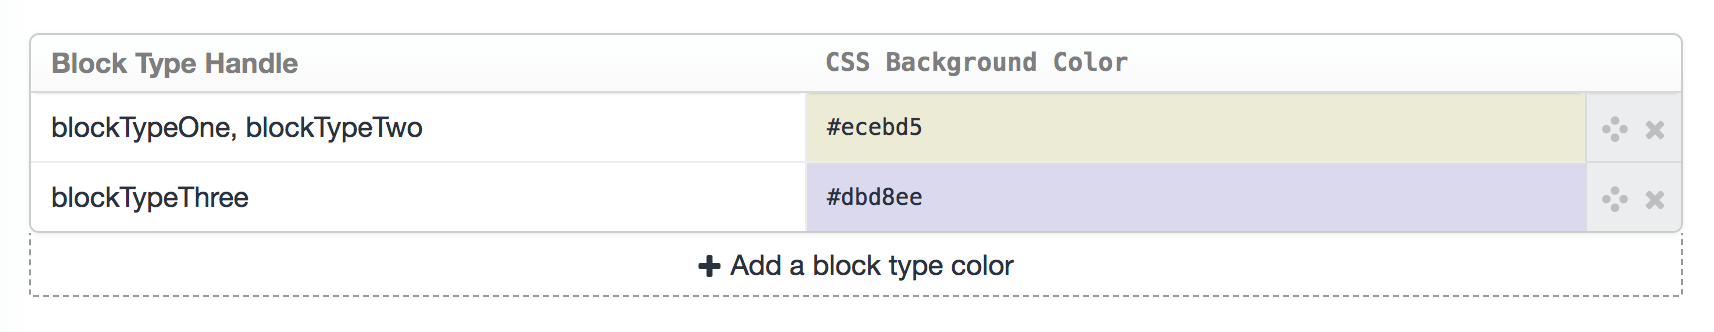 Block Type Handle CSS Background Color
blockTypeOne, blockTypeTwo #ecebd5
blockTypeThree #dbd8ee
Add a block type color